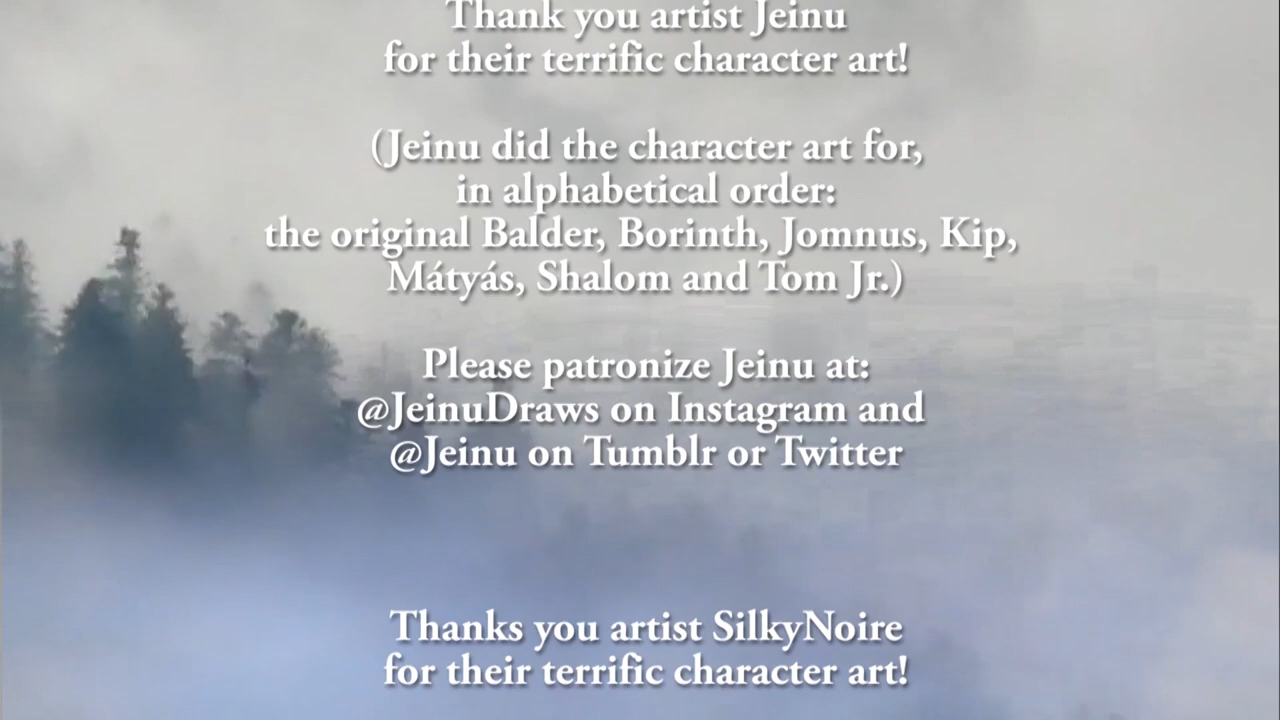 Thank you artist Jeinu
for their terrific character art!
(Jeinu did the character art for,
in alphabetical order:
the original Balder, Borinth, Jomnus, Kip,
Mátyás, Shalom and Tom Jr.)
Please patronize Jeinu at:
@JeinuDraws on Instagram and
@Jeinu on Tumblr or Twitter
Thanks you artist SilkyNoire
for their terrific character art!